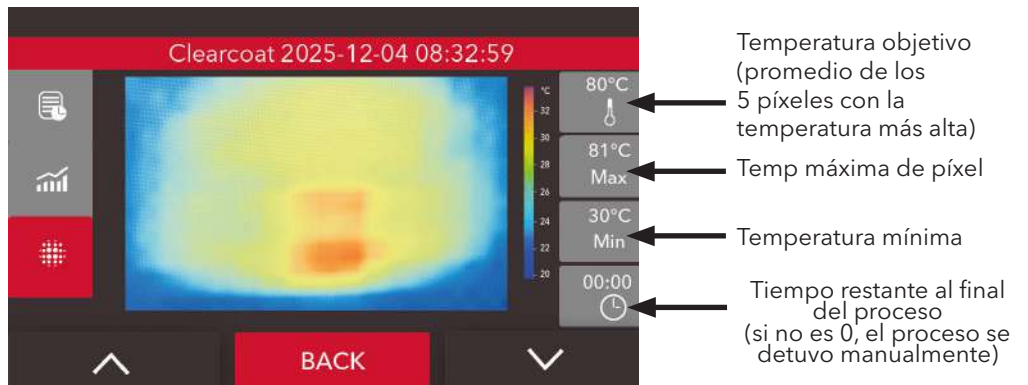 Clearcoat 2025-12-04 08:32:59
°C
32
30
28
26
24
22
20
80°C
81°C
Max
30°C
Min
00:00
BACK
Temperatura objetivo
(promedio de los
5 píxeles con la
temperatura más alta)
Temp máxima de píxel
Temperatura mínima
Tiempo restante al final
del proceso
(si no es 0, el proceso se
detuvo manualmente)